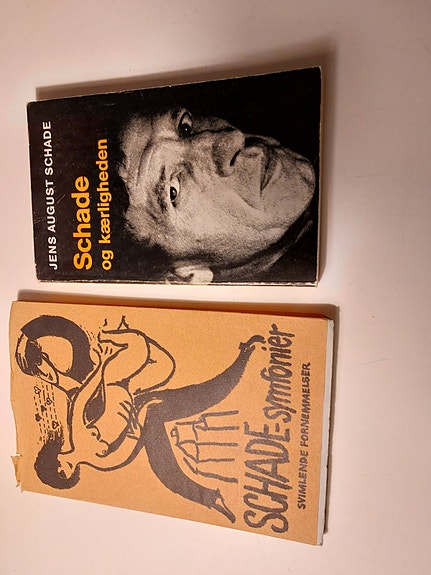 JENS AUGUST SCHADE
Schade
og kærligheden
SCHADE-symfonier
SVIMLENDE FORNEMMELSER